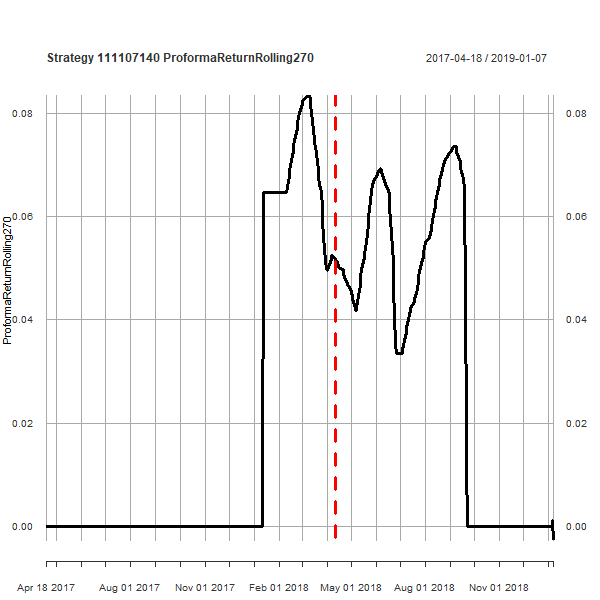 Strategy 111107140 ProformaReturnRolling270
2017-04-18 / 2019-01-07
0.08 0.08
0.06 0.06
ProformaReturnRolling270
0.04 0.04
0.02 0.02
0.00 0.00
Apr 18 2017 Aug 01 2017 Nov 01 2017 Feb 01 2018 May 01 2018 Aug 01 2018 Nov 01 2018